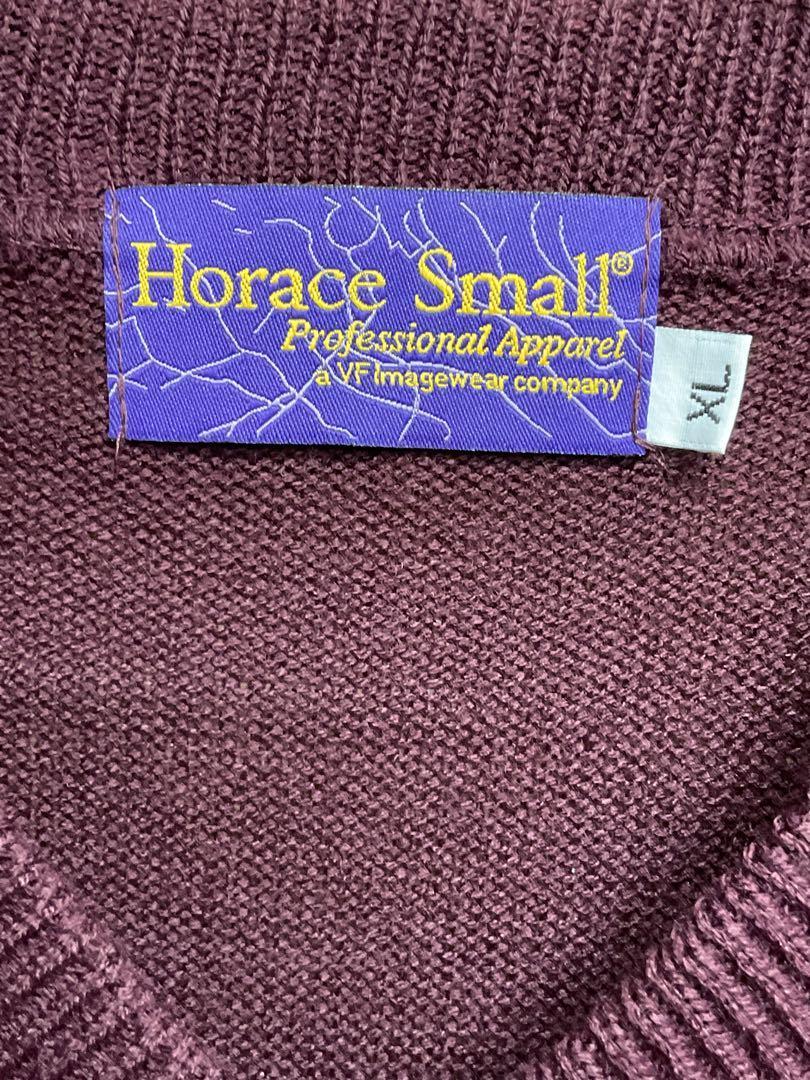 Horace Small®
Professional Apparel
a VF Imagewear company
XL